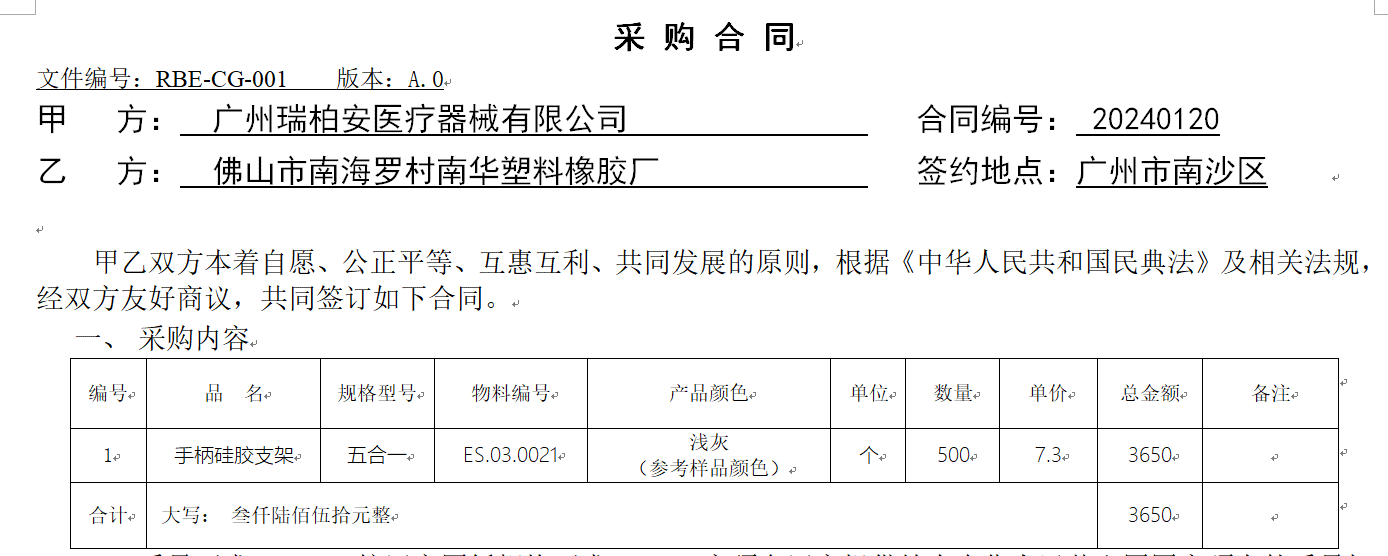 采 购 合 同
文件编号：RBE-CG-001 版本：A.0
甲 方： 广州瑞柏安医疗器械有限公司 合同编号： 20240120
乙 方： 佛山市南海罗村南华塑料橡胶厂 签约地点：广州市南沙区
甲乙双方本着自愿、公正平等、互惠互利、共同发展的原则，根据《中华人民共和国民典法》及相关法规，
经双方友好商议，共同签订如下合同。
一、 采购内容
编号 品 名 规格型号 物料编号 产品颜色 单位 数量 单价 总金额 备注
1 手柄硅胶支架 五合一 ES.03.0021 浅灰 （参考样品颜色） 个 500 7.3 3650
合计 大写： 叁仟陆佰伍拾元整 3650